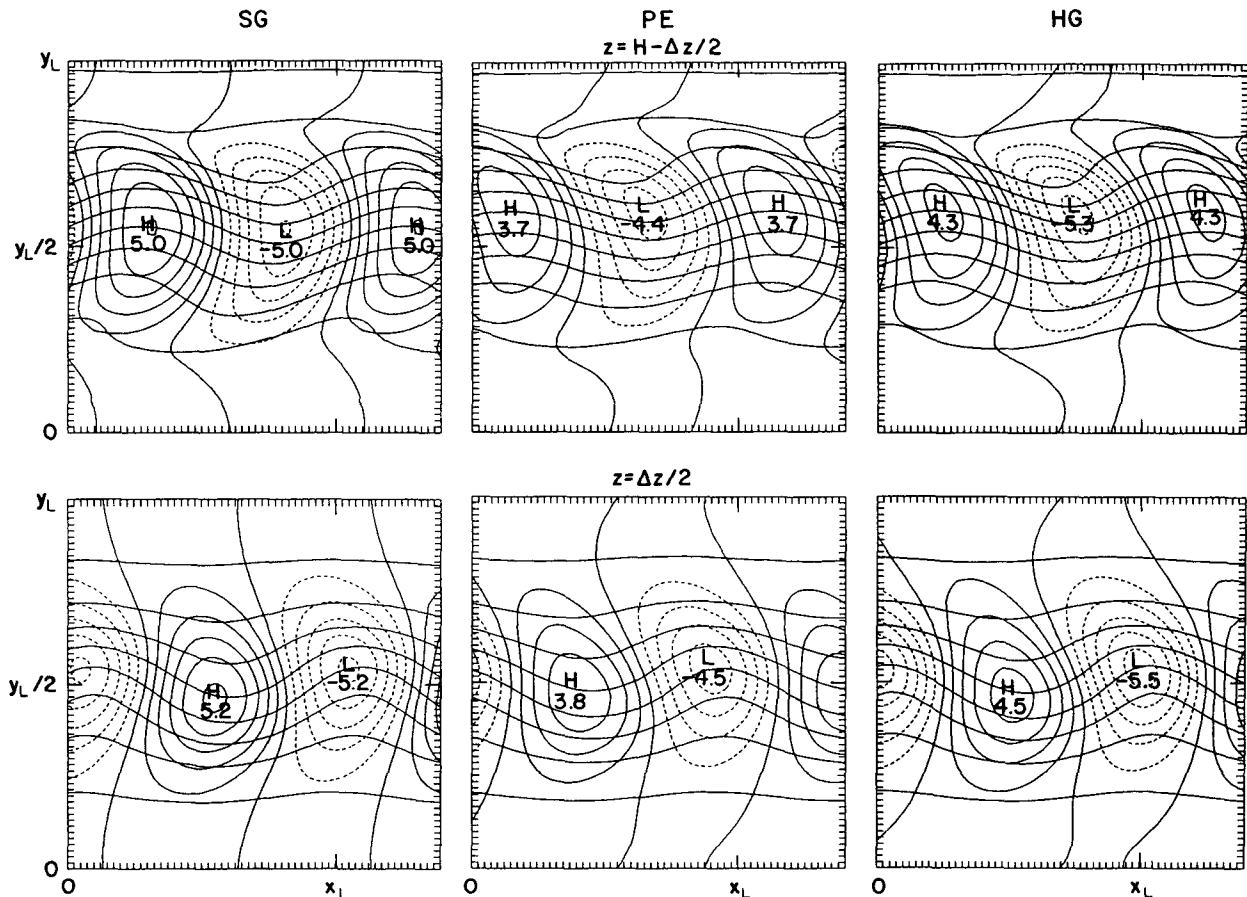 SG PE HG
z=H-Δz/2
y_L
H 5.0 L -5.0 H 5.0
H 3.7 L -4.4 H 3.7
H 4.3 L -5.3 H 4.3
y_L/2
0
z=Δz/2
y_L
H 5.2 L -5.2
H 3.8 L -4.5
H 4.5 L -5.5
y_L/2
0
0 x_L 0 x_L 0 x_L